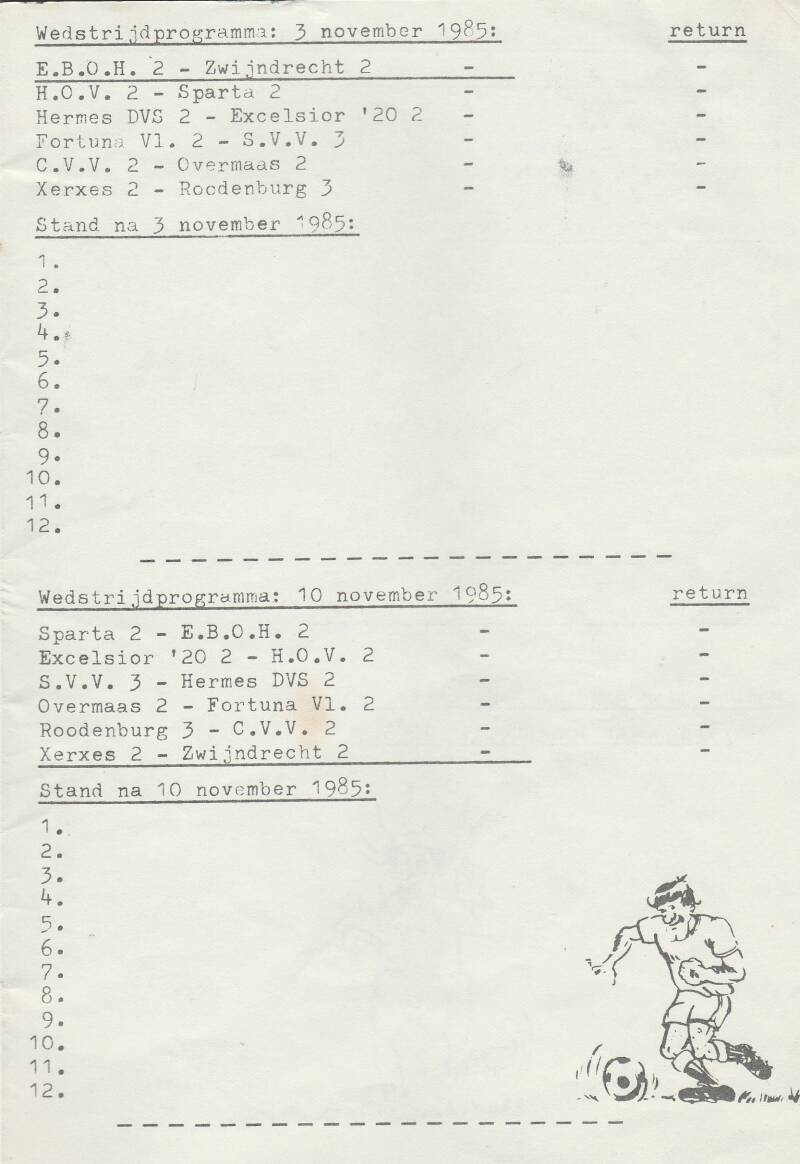 Wedstrijdprogramma: 3 november 1985: return
E.B.O.H. 2 - Zwijndrecht 2 - -
H.O.V. 2 - Sparta 2 - -
Hermes DVS 2 - Excelsior '20 2 - -
Fortuna Vl. 2 - S.V.V. 3 - -
C.V.V. 2 - Overmaas 2 - -
Xerxes 2 - Roodenburg 3 - -
Stand na 3 november 1985:
1.
2.
3.
4.
5.
6.
7.
8.
9.
10.
11.
12.
Wedstrijdprogramma: 10 november 1985: return
Sparta 2 - E.B.O.H. 2 - -
Excelsior '20 2 - H.O.V. 2 - -
S.V.V. 3 - Hermes DVS 2 - -
Overmaas 2 - Fortuna Vl. 2 - -
Roodenburg 3 - C.V.V. 2 - -
Xerxes 2 - Zwijndrecht 2 - -
Stand na 10 november 1985:
1.
2.
3.
4.
5.
6.
7.
8.
9.
10.
11.
12.